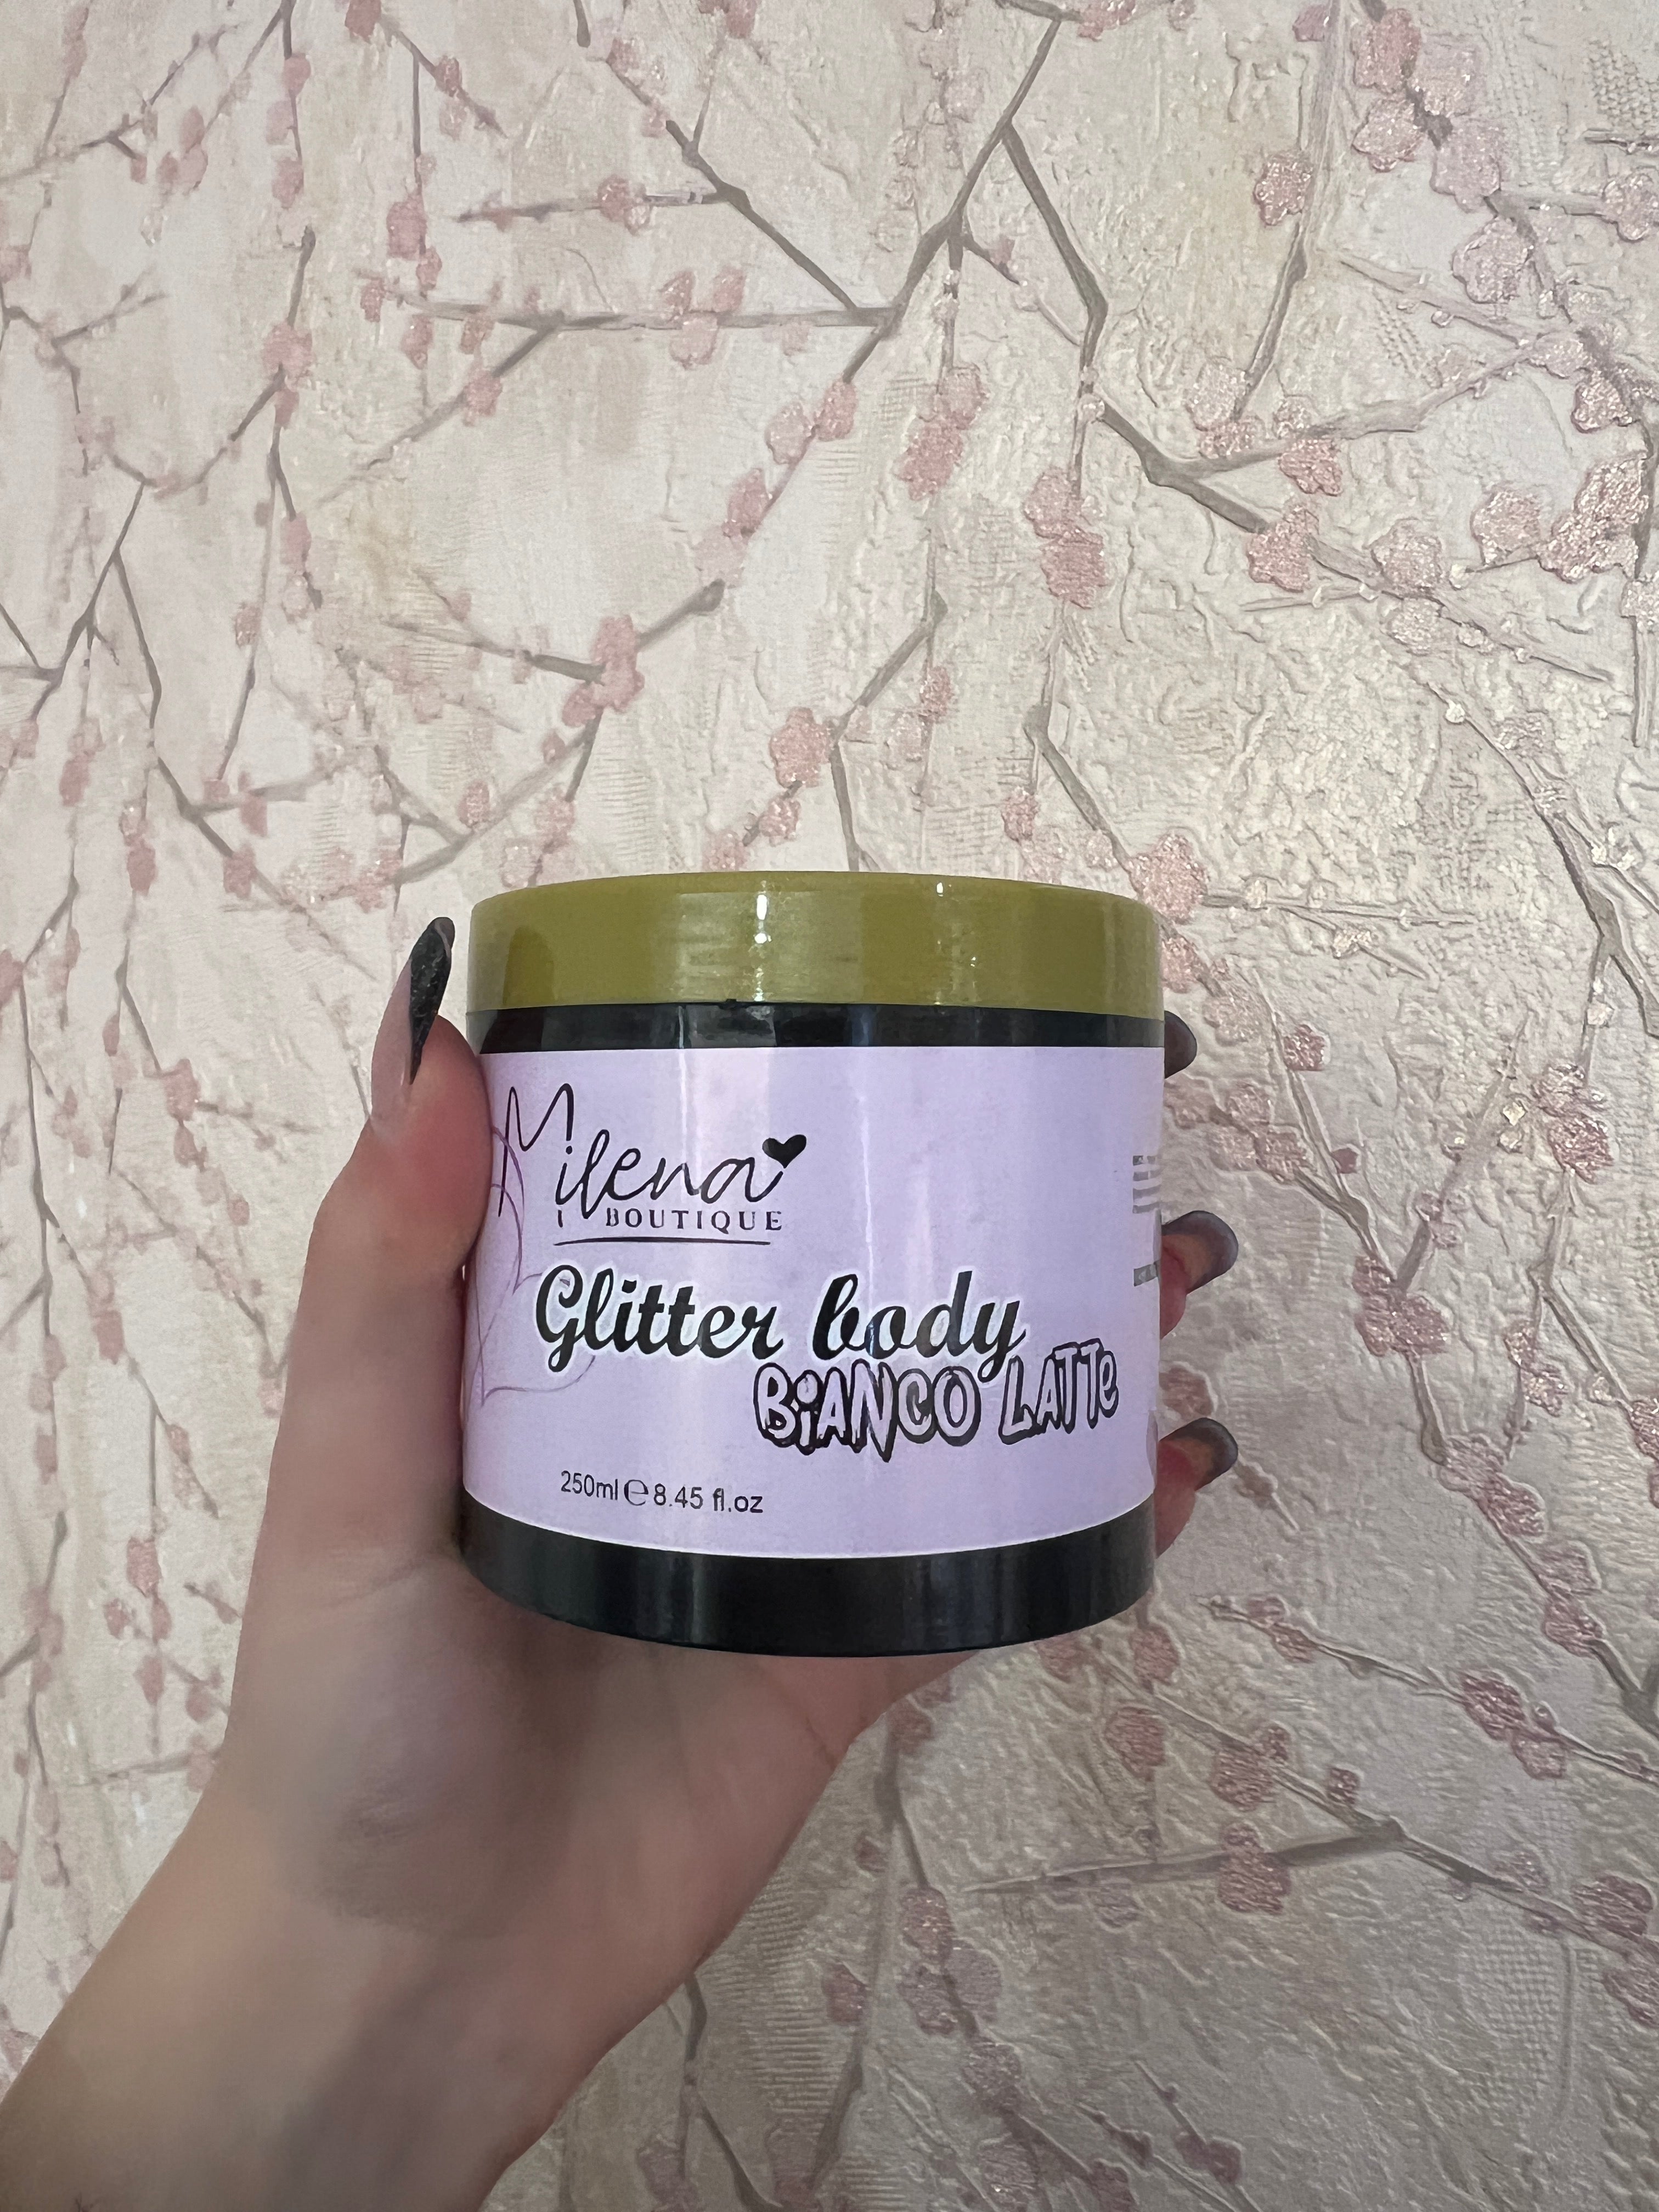 Milena
BOUTIQUE
Glitter body
BiANCO LATTe
250ml ℮ 8.45 fl.oz